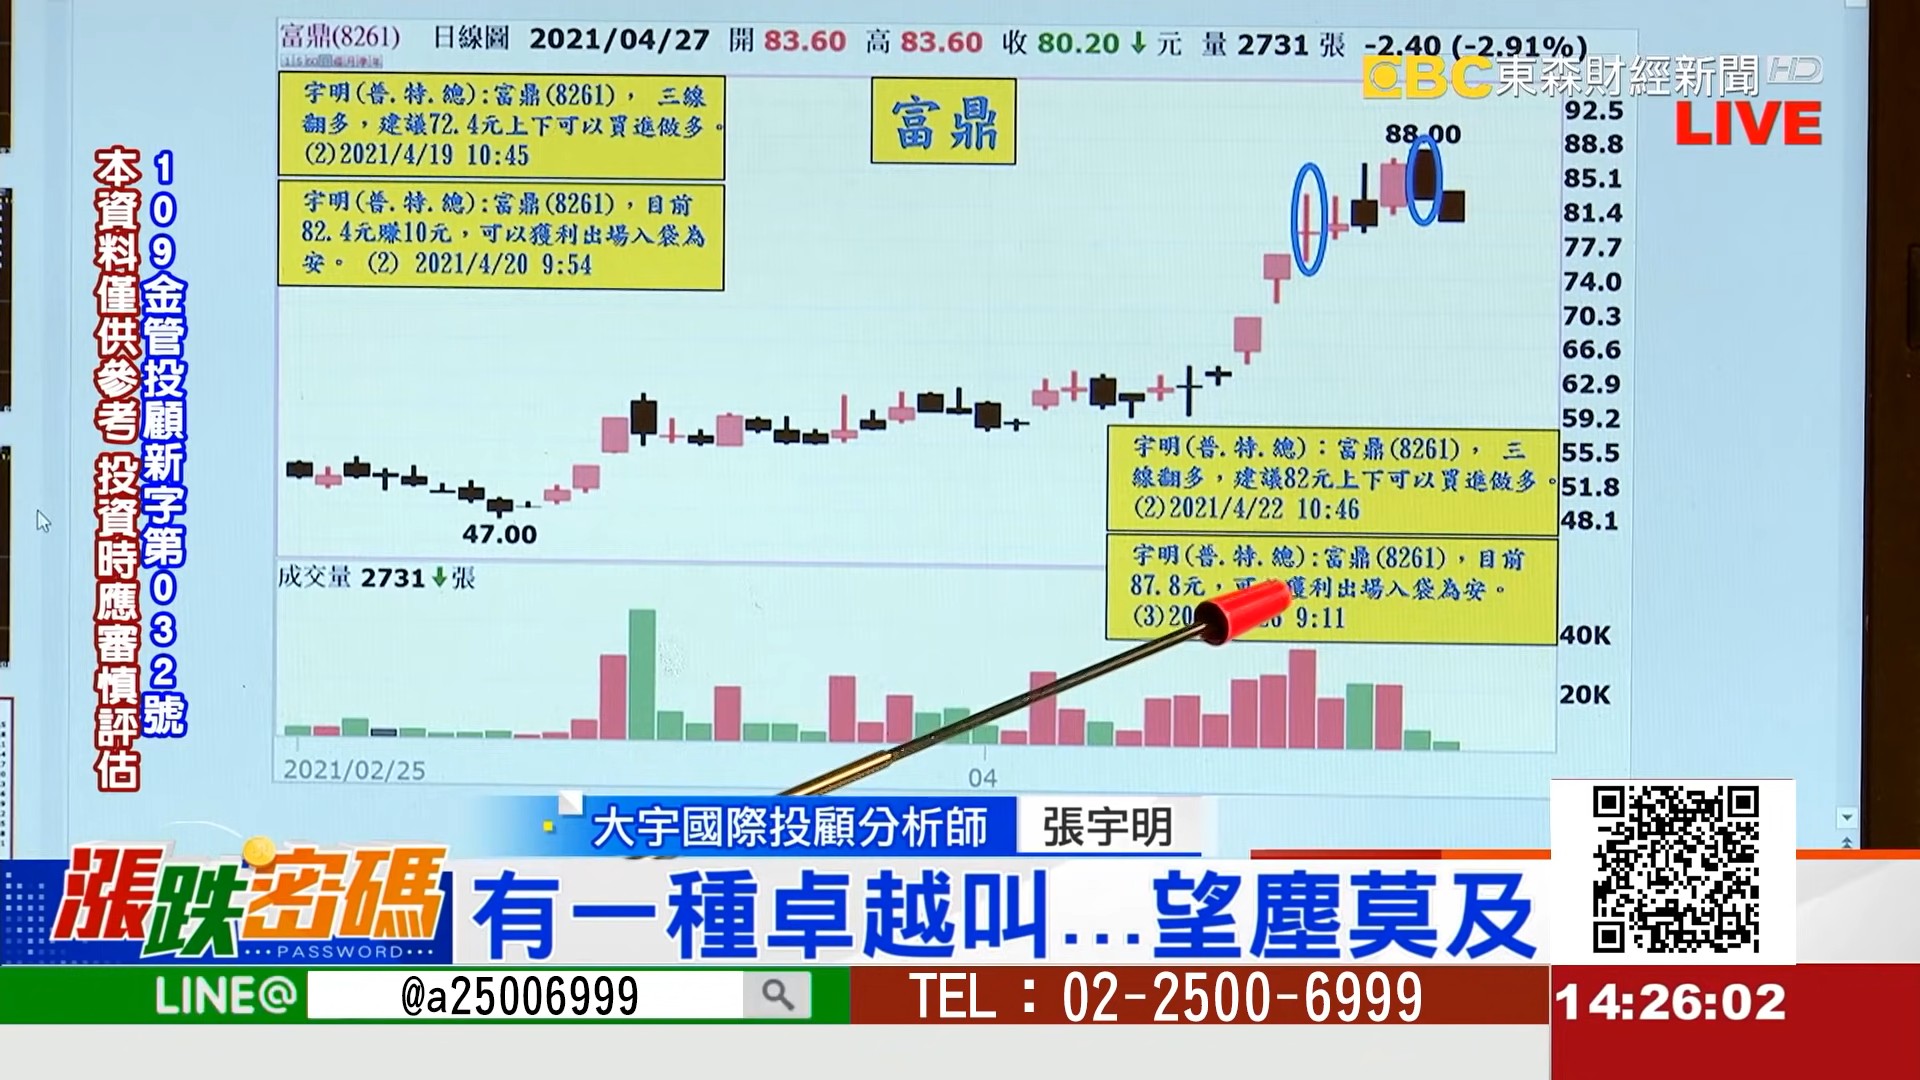 富鼎(8261) 日線圖 2021/04/27 開 83.60 高 83.60 收 80.20 ↓ 元 量 2731 張 -2.40 (-2.91%)
EBC 東森財經新聞 HD
LIVE
宇明(普.特.總):富鼎(8261)， 三線
翻多，建議72.4元上下可以買進做多。
(2)2021/4/19 10:45
宇明(普.特.總):富鼎(8261)，目前
82.4元賺10元，可以獲利出場入袋為
安。 (2) 2021/4/20 9:54
富鼎
88.00
92.5
88.8
85.1
81.4
77.7
74.0
70.3
66.6
62.9
59.2
55.5
51.8
48.1
47.00
宇明(普.特.總)：富鼎(8261)， 三
線翻多，建議82元上下可以買進做多。
(2)2021/4/22 10:46
宇明(普.特.總):富鼎(8261)，目前
87.8元，可 獲利出場入袋為安。
(3)20 6 9:11
成交量 2731 ↓ 張
40K
20K
2021/02/25
04
109金管投顧新字第032號
本資料僅供參考 投資時應審慎評估
大宇國際投顧分析師 張宇明
漲跌密碼
PASSWORD
有一種卓越叫...望塵莫及
LINE@ @a25006999
TEL：02-2500-6999
14:26:02